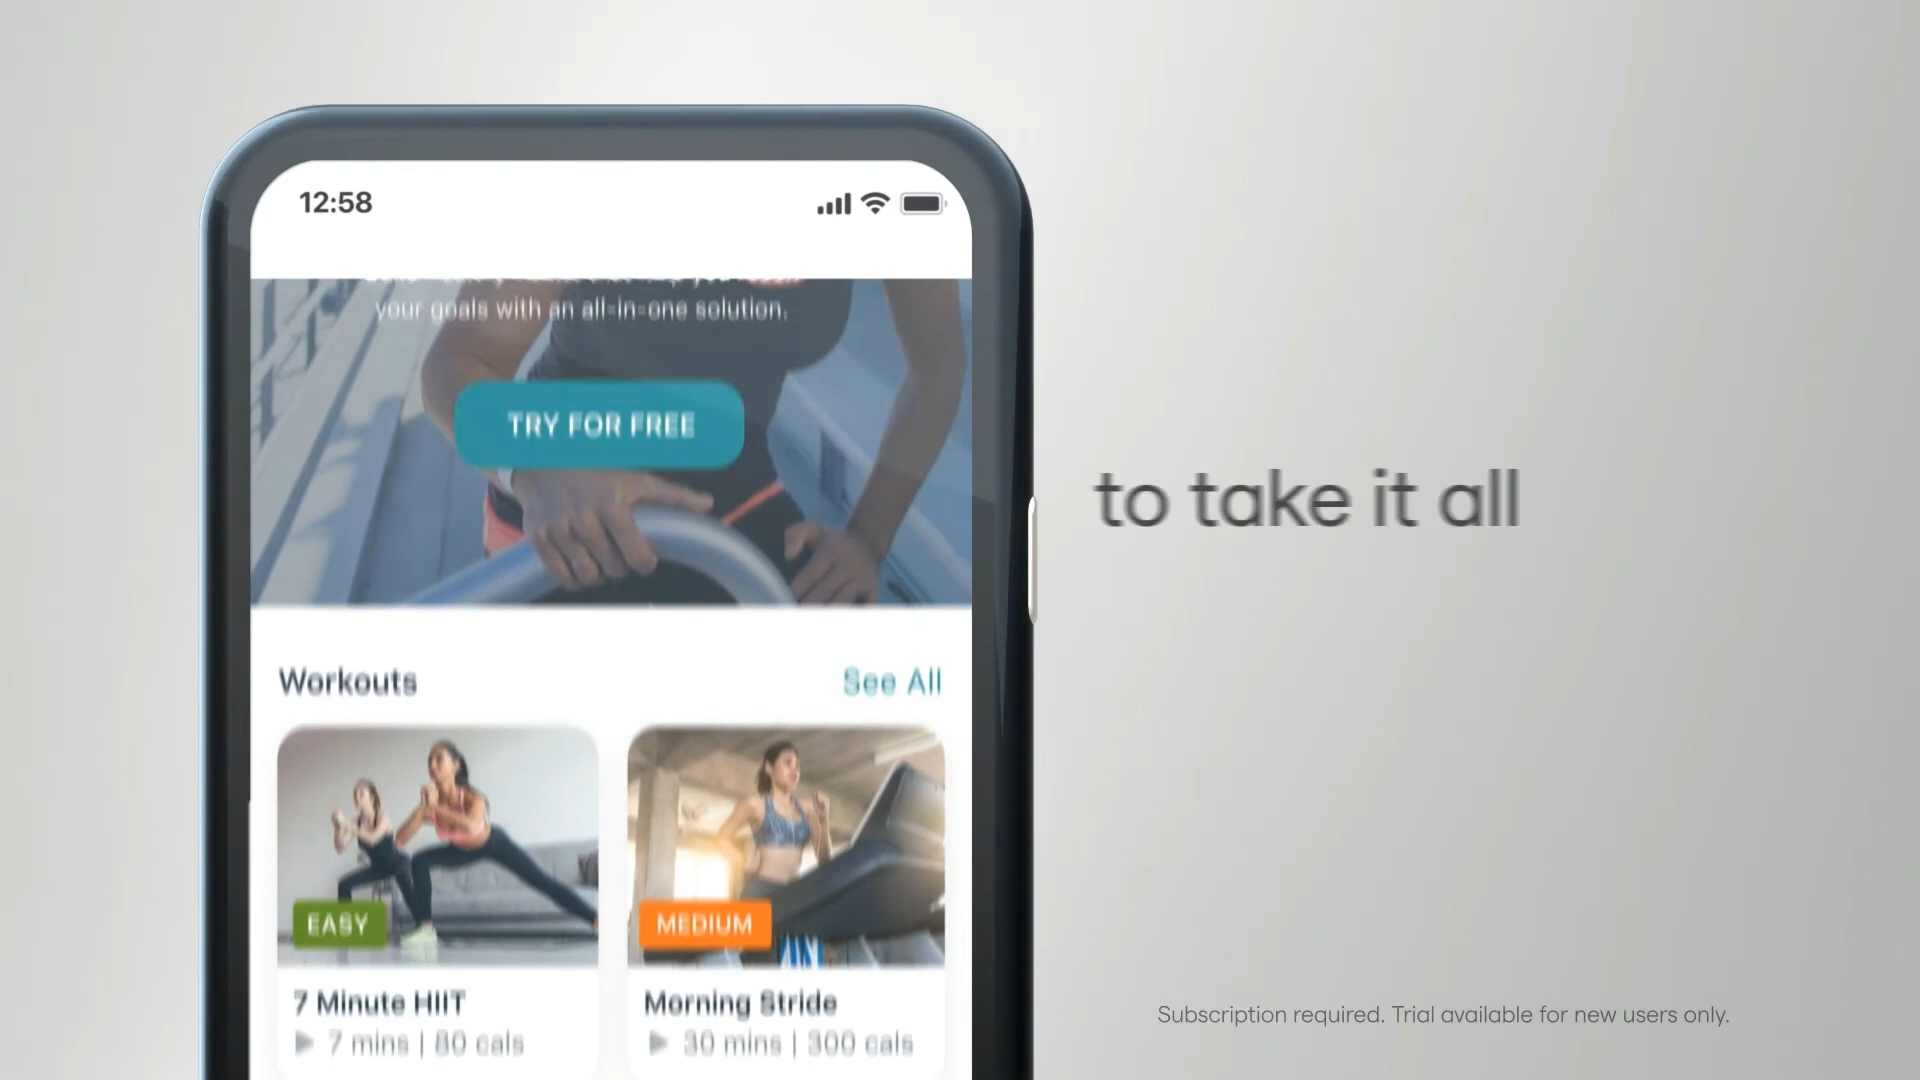 12:58
your goals with an all-in-one solution.
TRY FOR FREE
to take it all
Workouts
See All
EASY
MEDIUM
7 Minute HIIT
Morning Stride
7 mins | 80 cals
30 mins | 300 cals
Subscription required. Trial available for new users only.